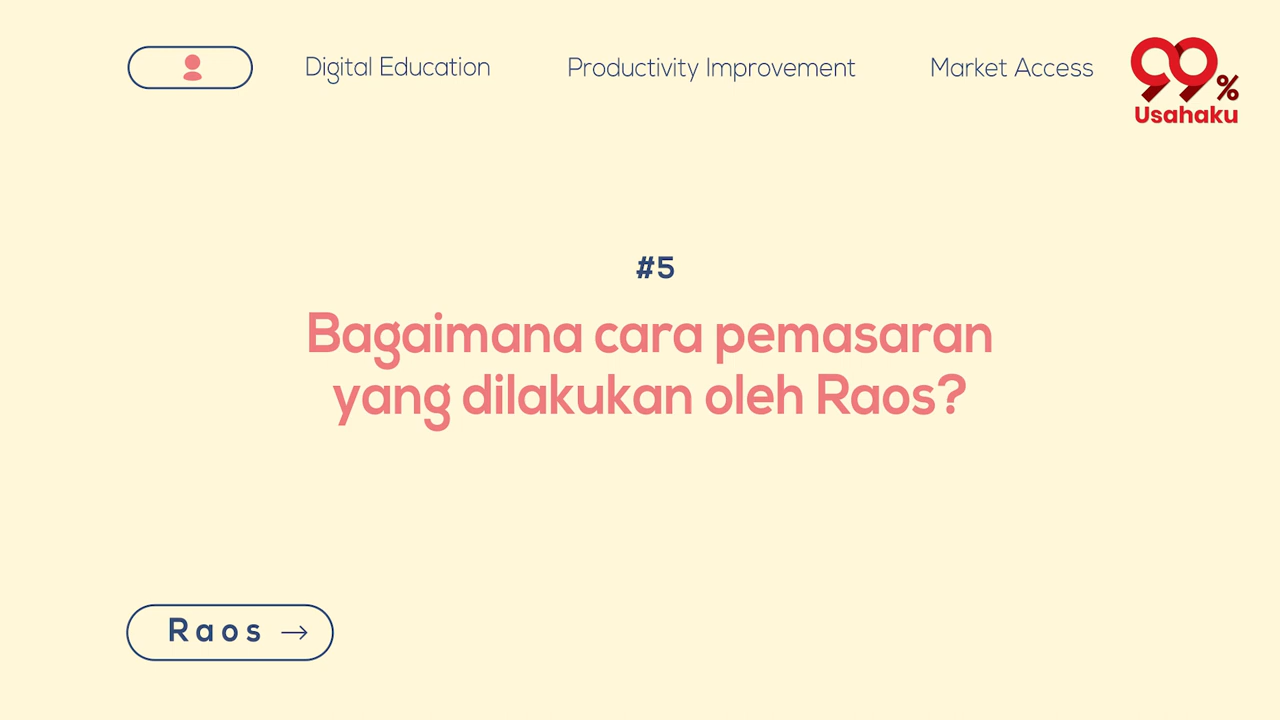 Digital Education
Productivity Improvement
Market Access
99%
Usahaku
#5
Bagaimana cara pemasaran
yang dilakukan oleh Raos?
Raos →